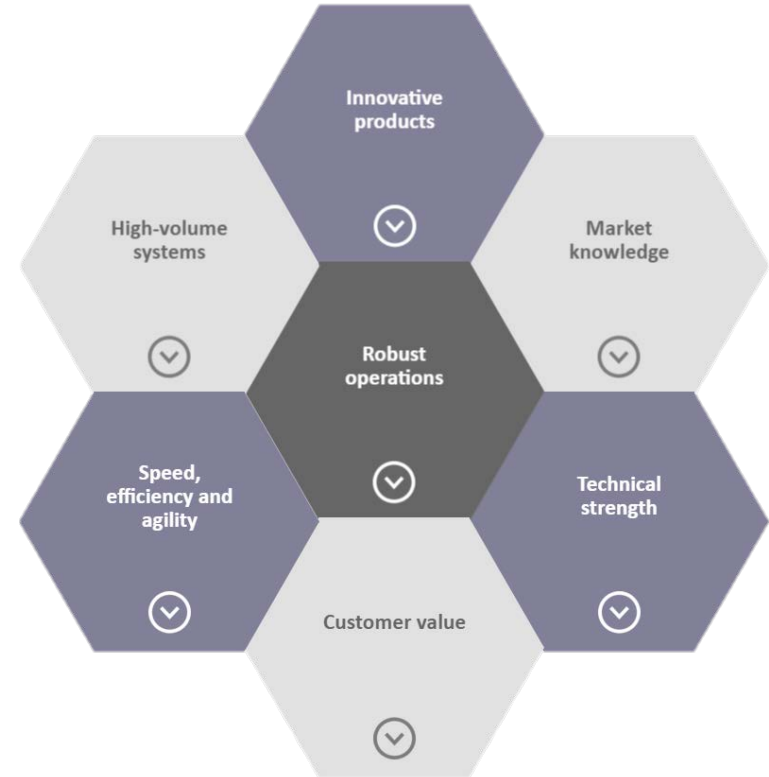 Innovative
products
High-volume
systems
Market
knowledge
Robust
operations
Speed,
efficiency and
agility
Technical
strength
Customer value